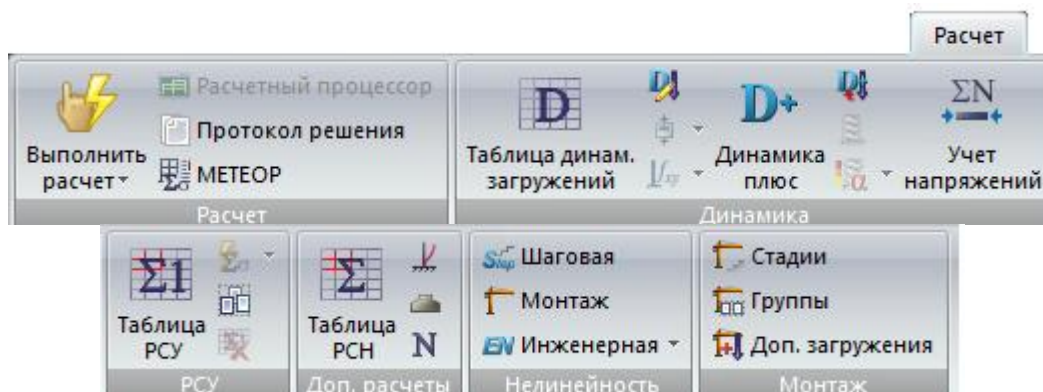 Расчет
Выполнить расчет
Расчетный процессор
Протокол решения
МЕТЕОР
Расчет
Таблица динам. загружений
Динамика плюс
Учет напряжений
Динамика
Таблица РСУ
РСУ
Таблица РСН
N
Доп. расчеты
Шаговая
Монтаж
Инженерная
Нелинейность
Стадии
Группы
Доп. загружения
Монтаж